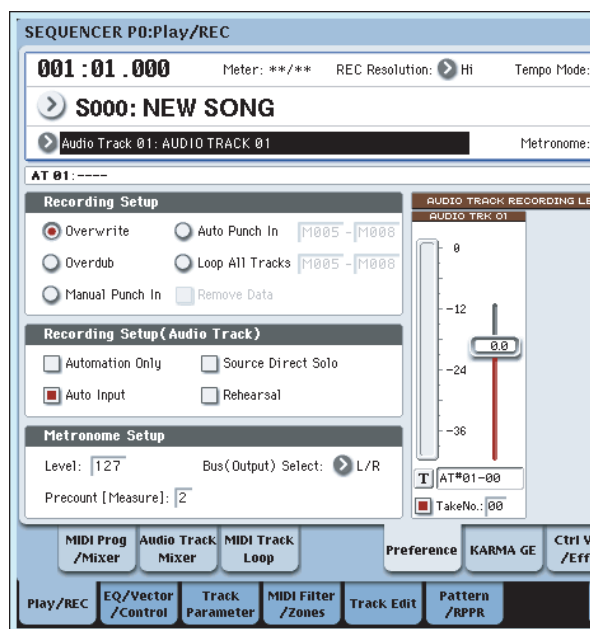 SEQUENCER P0:Play/REC
001:01.000 Meter: **/** REC Resolution: Hi Tempo Mode:
S000: NEW SONG
Audio Track 01: AUDIO TRACK 01 Metronome:
AT 01:----
Recording Setup
AUDIO TRACK RECORDING LE
AUDIO TRK 01
Overwrite Auto Punch In M005 - M008
Overdub Loop All Tracks M005 - M008
Manual Punch In Remove Data
0
-12
0.0
-24
-36
Recording Setup(Audio Track)
Automation Only Source Direct Solo
Auto Input Rehearsal
Metronome Setup
Level: 127 Bus(Output) Select: L/R
Precount [Measure]: 2
T AT#01-00
TakeNo.: 00
MIDI Prog /Mixer
Audio Track Mixer
MIDI Track Loop
Preference
KARMA GE
Ctrl V /Eff
Play/REC
EQ/Vector /Control
Track Parameter
MIDI Filter /Zones
Track Edit
Pattern /RPPR